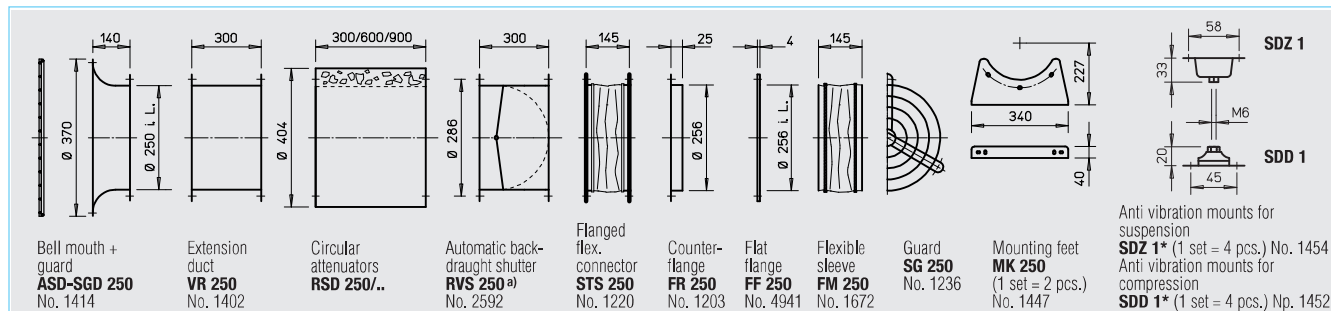 140
300
300/600/900
300
145
25
4
145
58
SDZ 1
33
227
Ø 370
Ø 250 i. L.
Ø 404
Ø 286
Ø 256
Ø 256 i. L.
340
40
M6
20
SDD 1
45
Bell mouth +
guard
ASD-SGD 250
No. 1414
Extension
duct
VR 250
No. 1402
Circular
attenuators
RSD 250/..
Automatic back-
draught shutter
RVS 250 a)
No. 2592
Flanged
flex.
connector
STS 250
No. 1220
Counter-
flange
FR 250
No. 1203
Flat
flange
FF 250
No. 4941
Flexible
sleeve
FM 250
No. 1672
Guard
SG 250
No. 1236
Mounting feet
MK 250
(1 set = 2 pcs.)
No. 1447
Anti vibration mounts for
suspension
SDZ 1* (1 set = 4 pcs.) No. 1454
Anti vibration mounts for
compression
SDD 1* (1 set = 4 pcs.) Np. 1452